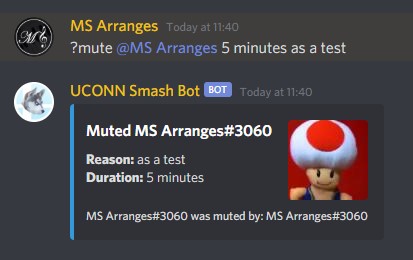 MS Arranges Today at 11:40
?mute @MS Arranges 5 minutes as a test
UCONN Smash Bot BOT Today at 11:40
Muted MS Arranges#3060
Reason: as a test
Duration: 5 minutes
MS Arranges#3060 was muted by: MS Arranges#3060